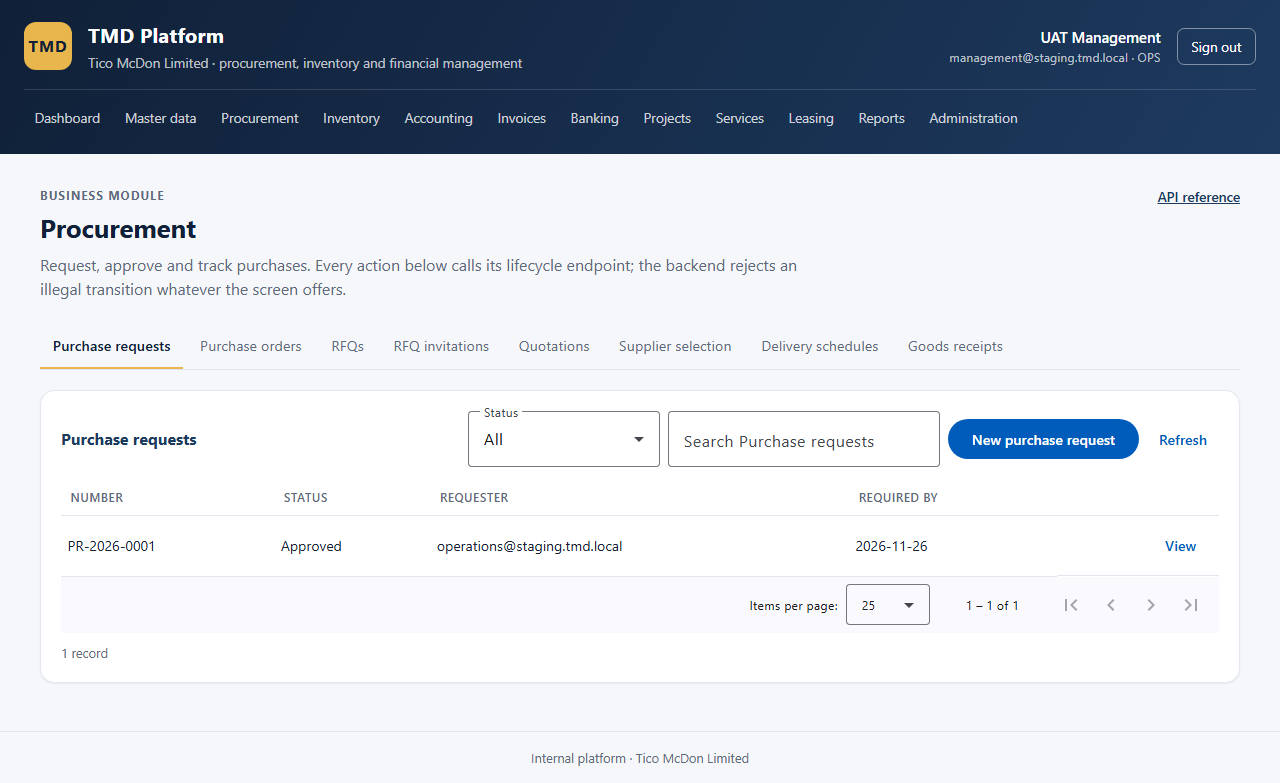 TMD
TMD Platform
Tico McDon Limited · procurement, inventory and financial management
UAT Management
management@staging.tmd.local · OPS
Sign out
Dashboard Master data Procurement Inventory Accounting Invoices Banking Projects Services Leasing Reports Administration
BUSINESS MODULE
API reference
Procurement
Request, approve and track purchases. Every action below calls its lifecycle endpoint; the backend rejects an
illegal transition whatever the screen offers.
Purchase requests Purchase orders RFQs RFQ invitations Quotations Supplier selection Delivery schedules Goods receipts
Purchase requests
Status
All
Search Purchase requests
New purchase request
Refresh
NUMBER STATUS REQUESTER REQUIRED BY
PR-2026-0001 Approved operations@staging.tmd.local 2026-11-26 View
Items per page: 25 1 – 1 of 1
1 record
Internal platform · Tico McDon Limited